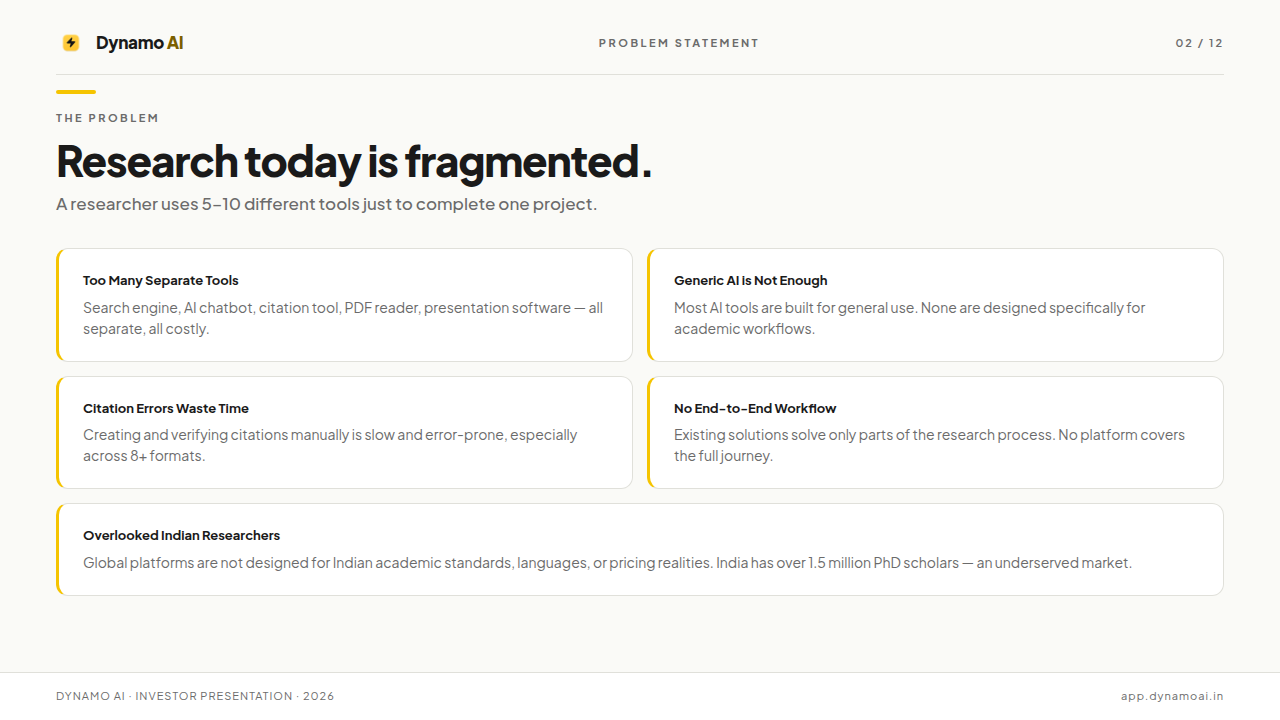 Dynamo AI
PROBLEM STATEMENT
02 / 12
THE PROBLEM
Research today is fragmented.
A researcher uses 5–10 different tools just to complete one project.
Too Many Separate Tools
Search engine, AI chatbot, citation tool, PDF reader, presentation software — all
separate, all costly.
Generic AI is Not Enough
Most AI tools are built for general use. None are designed specifically for
academic workflows.
Citation Errors Waste Time
Creating and verifying citations manually is slow and error-prone, especially
across 8+ formats.
No End-to-End Workflow
Existing solutions solve only parts of the research process. No platform covers
the full journey.
Overlooked Indian Researchers
Global platforms are not designed for Indian academic standards, languages, or pricing realities. India has over 1.5 million PhD scholars — an underserved market.
DYNAMO AI · INVESTOR PRESENTATION · 2026
app.dynamoai.in